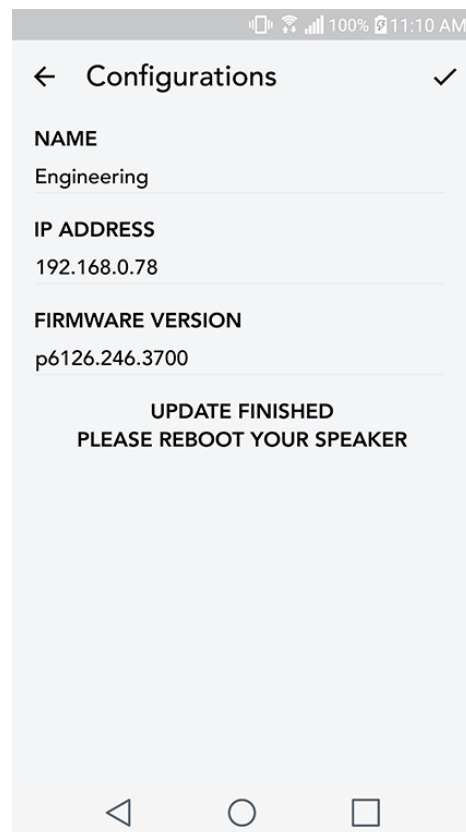 100% 11:10 AM
Configurations
NAME
Engineering
IP ADDRESS
192.168.0.78
FIRMWARE VERSION
p6126.246.3700
UPDATE FINISHED
PLEASE REBOOT YOUR SPEAKER